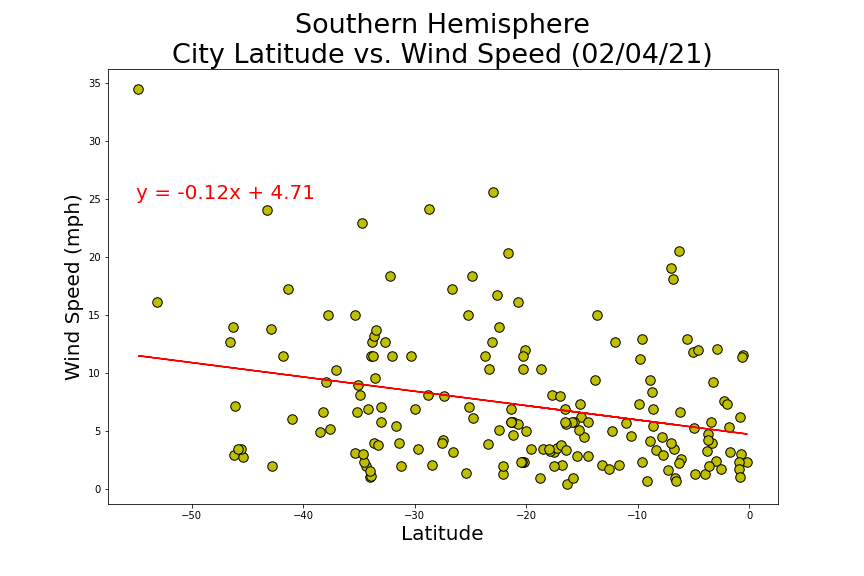 Southern Hemisphere
City Latitude vs. Wind Speed (02/04/21)
35
30
y = -0.12x + 4.71
25
20
15
10
5
0
Wind Speed (mph)
−50 −40 −30 −20 −10 0
Latitude